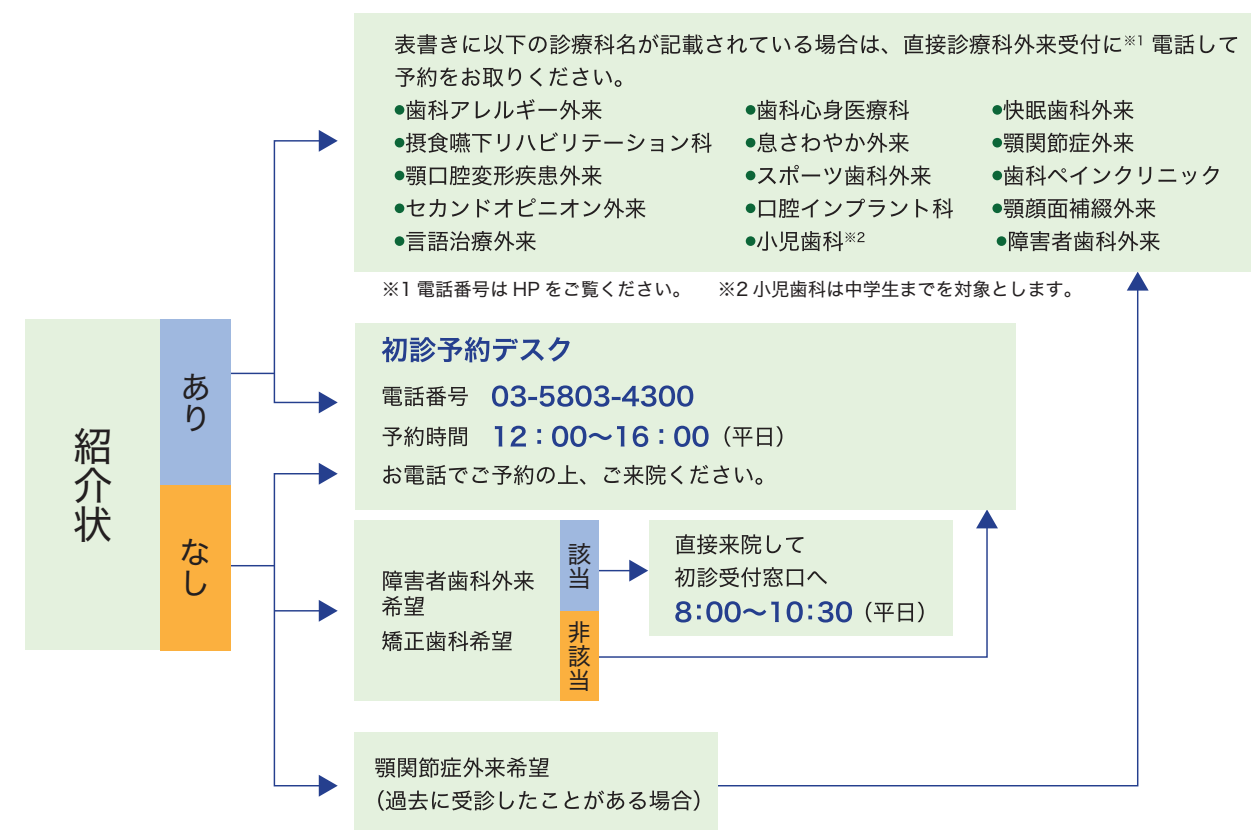 表書きに以下の診療科名が記載されている場合は、直接診療科外来受付に※1 電話して
予約をお取りください。
●歯科アレルギー外来 ●歯科心身医療科 ●快眠歯科外来
●摂食嚥下リハビリテーション科 ●息さわやか外来 ●顎関節症外来
●顎口腔変形疾患外来 ●スポーツ歯科外来 ●歯科ペインクリニック
●セカンドオピニオン外来 ●口腔インプラント科 ●顎顔面補綴外来
●言語治療外来 ●小児歯科※2 ●障害者歯科外来
※1 電話番号は HP をご覧ください。 ※2 小児歯科は中学生までを対象とします。
紹介状
あり
なし
初診予約デスク
電話番号 03-5803-4300
予約時間 12：00〜16：00（平日）
お電話でご予約の上、ご来院ください。
障害者歯科外来
希望
矯正歯科希望
該当
非該当
直接来院して
初診受付窓口へ
8:00〜10:30（平日）
顎関節症外来希望
（過去に受診したことがある場合）